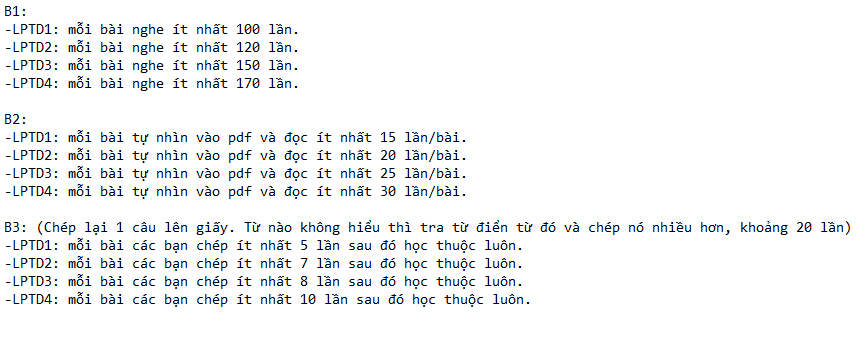 B1:
-LPTD1: mỗi bài nghe ít nhất 100 lần.
-LPTD2: mỗi bài nghe ít nhất 120 lần.
-LPTD3: mỗi bài nghe ít nhất 150 lần.
-LPTD4: mỗi bài nghe ít nhất 170 lần.
B2:
-LPTD1: mỗi bài tự nhìn vào pdf và đọc ít nhất 15 lần/bài.
-LPTD2: mỗi bài tự nhìn vào pdf và đọc ít nhất 20 lần/bài.
-LPTD3: mỗi bài tự nhìn vào pdf và đọc ít nhất 25 lần/bài.
-LPTD4: mỗi bài tự nhìn vào pdf và đọc ít nhất 30 lần/bài.
B3: (Chép lại 1 câu lên giấy. Từ nào không hiểu thì tra từ điển từ đó và chép nó nhiều hơn, khoảng 20 lần)
-LPTD1: mỗi bài các bạn chép ít nhất 5 lần sau đó học thuộc luôn.
-LPTD2: mỗi bài các bạn chép ít nhất 7 lần sau đó học thuộc luôn.
-LPTD3: mỗi bài các bạn chép ít nhất 8 lần sau đó học thuộc luôn.
-LPTD4: mỗi bài các bạn chép ít nhất 10 lần sau đó học thuộc luôn.